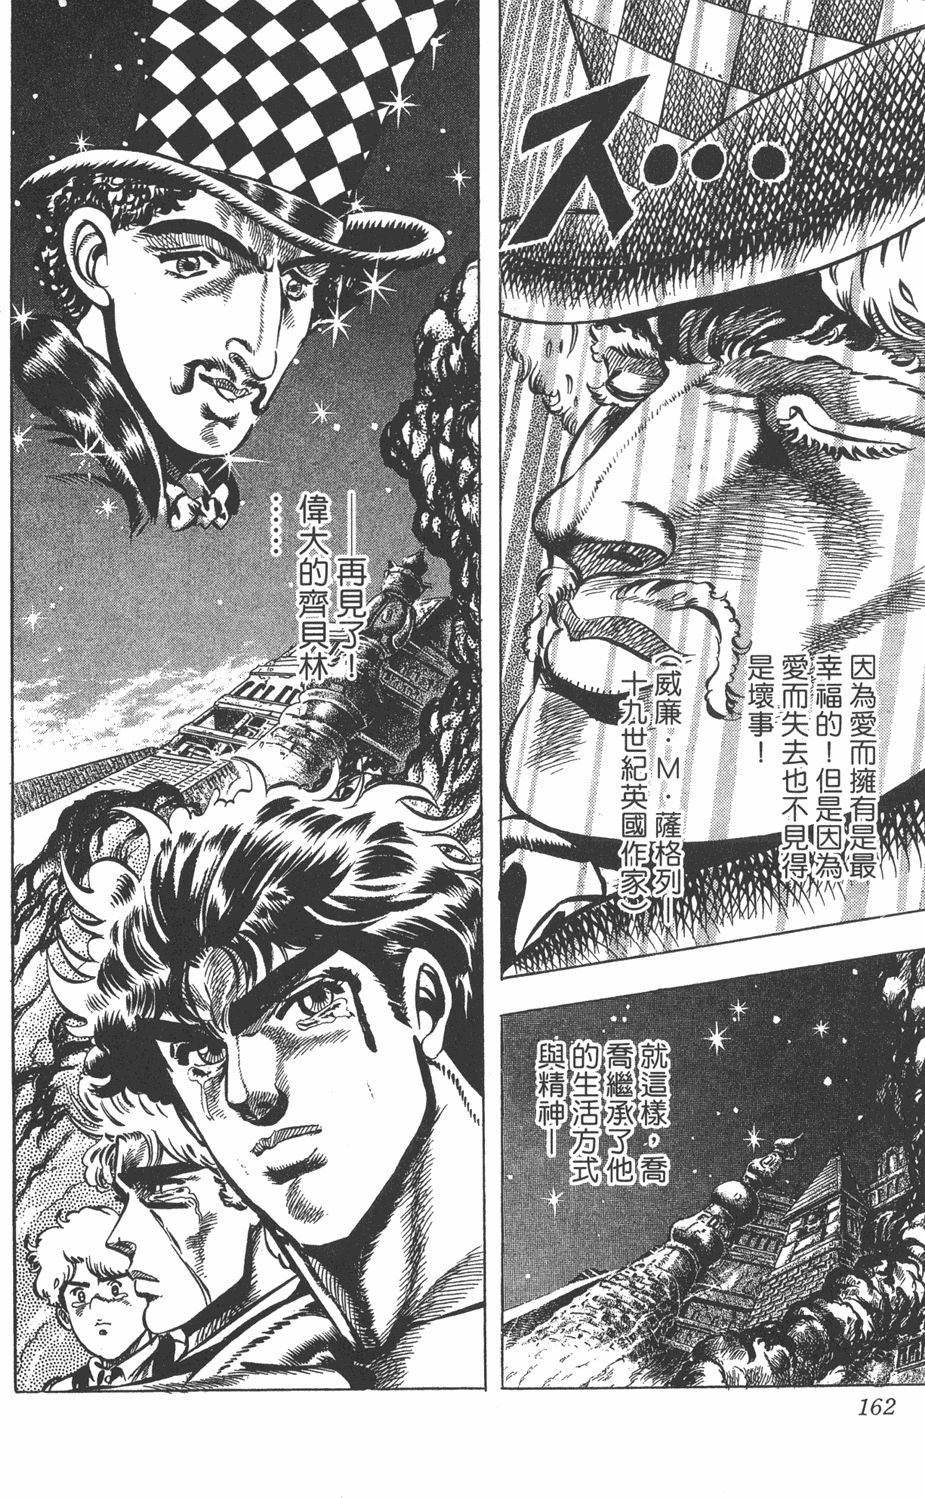 ス•••
因為愛而擁有是最
幸福的！但是因為
愛而失去也不見得
是壞事！
（威廉．M．薩格列—
十九世紀英國作家）
就這樣，喬
喬繼承了他
的生活方式
與精神—
——再見了！
偉大的齊貝林
……
162